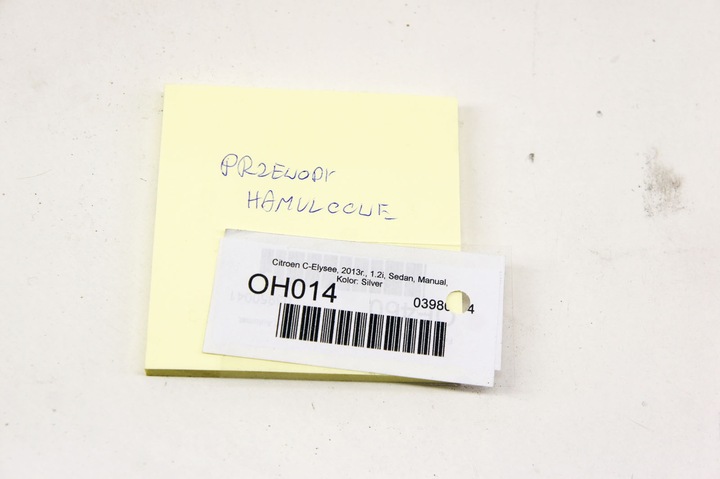 PRZEWODY
HAMULCOWE
Citroen C-Elysee, 2013r., 1.2i, Sedan, Manual,
Kolor: Silver
OH014